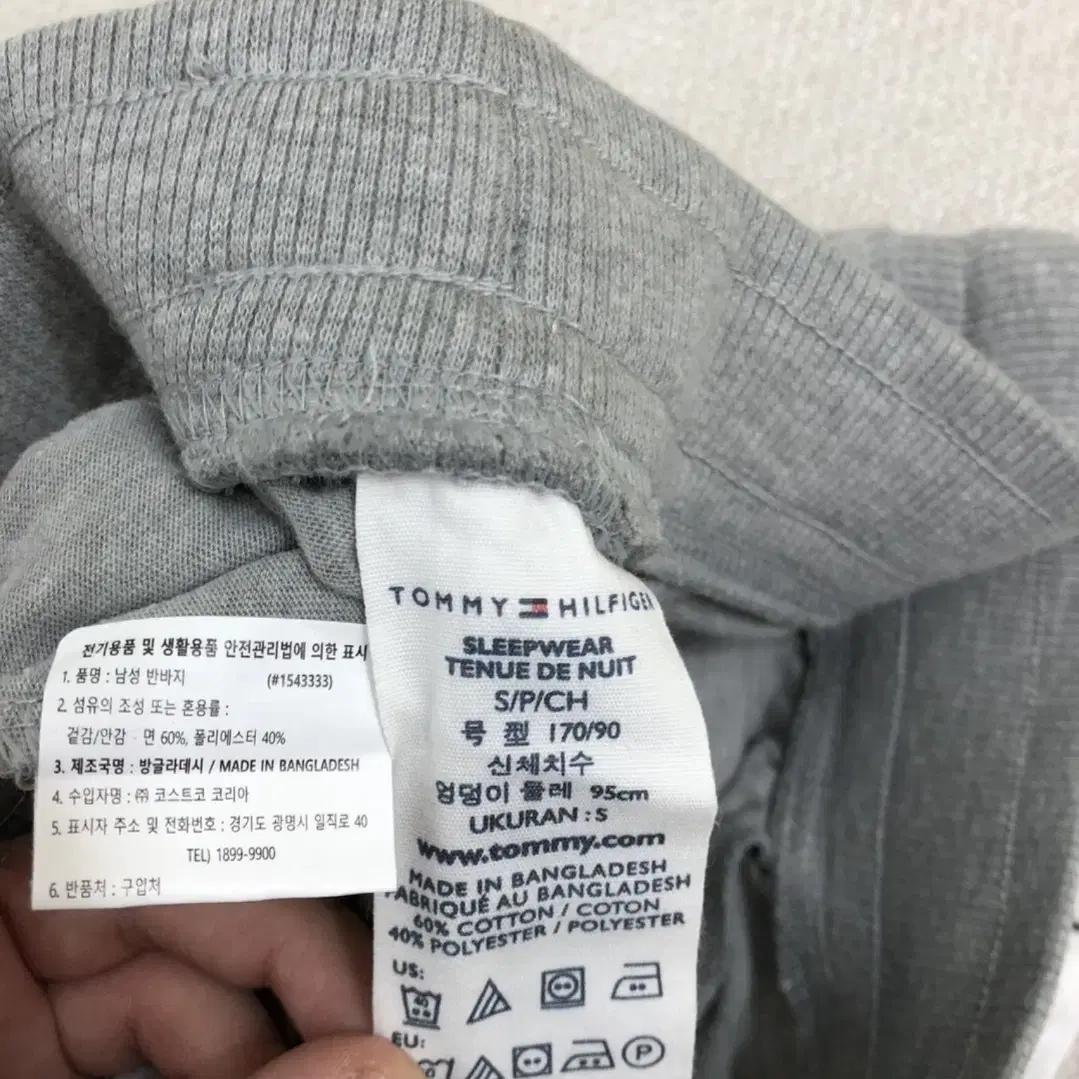 전기용품 및 생활용품 안전관리법에 의한 표시
1. 품명 : 남성 반바지 (#1543333)
2. 섬유의 조성 또는 혼용률 :
겉감/안감 · 면 60%, 폴리에스터 40%
3. 제조국명 : 방글라데시 / MADE IN BANGLADESH
4. 수입자명 : ㈜ 코스트코 코리아
5. 표시자 주소 및 전화번호 : 경기도 광명시 일직로 40
TEL) 1899-9900
6. 반품처 : 구입처
TOMMY HILFIGER
SLEEPWEAR
TENUE DE NUIT
S/P/CH
号 型 170/90
신체치수
엉덩이 둘레 95cm
UKURAN : S
www.tommy.com
MADE IN BANGLADESH
FABRIQUÉ AU BANGLADESH
60% COTTON / COTON
40% POLYESTER / POLYESTER
US:
40
EU:
P